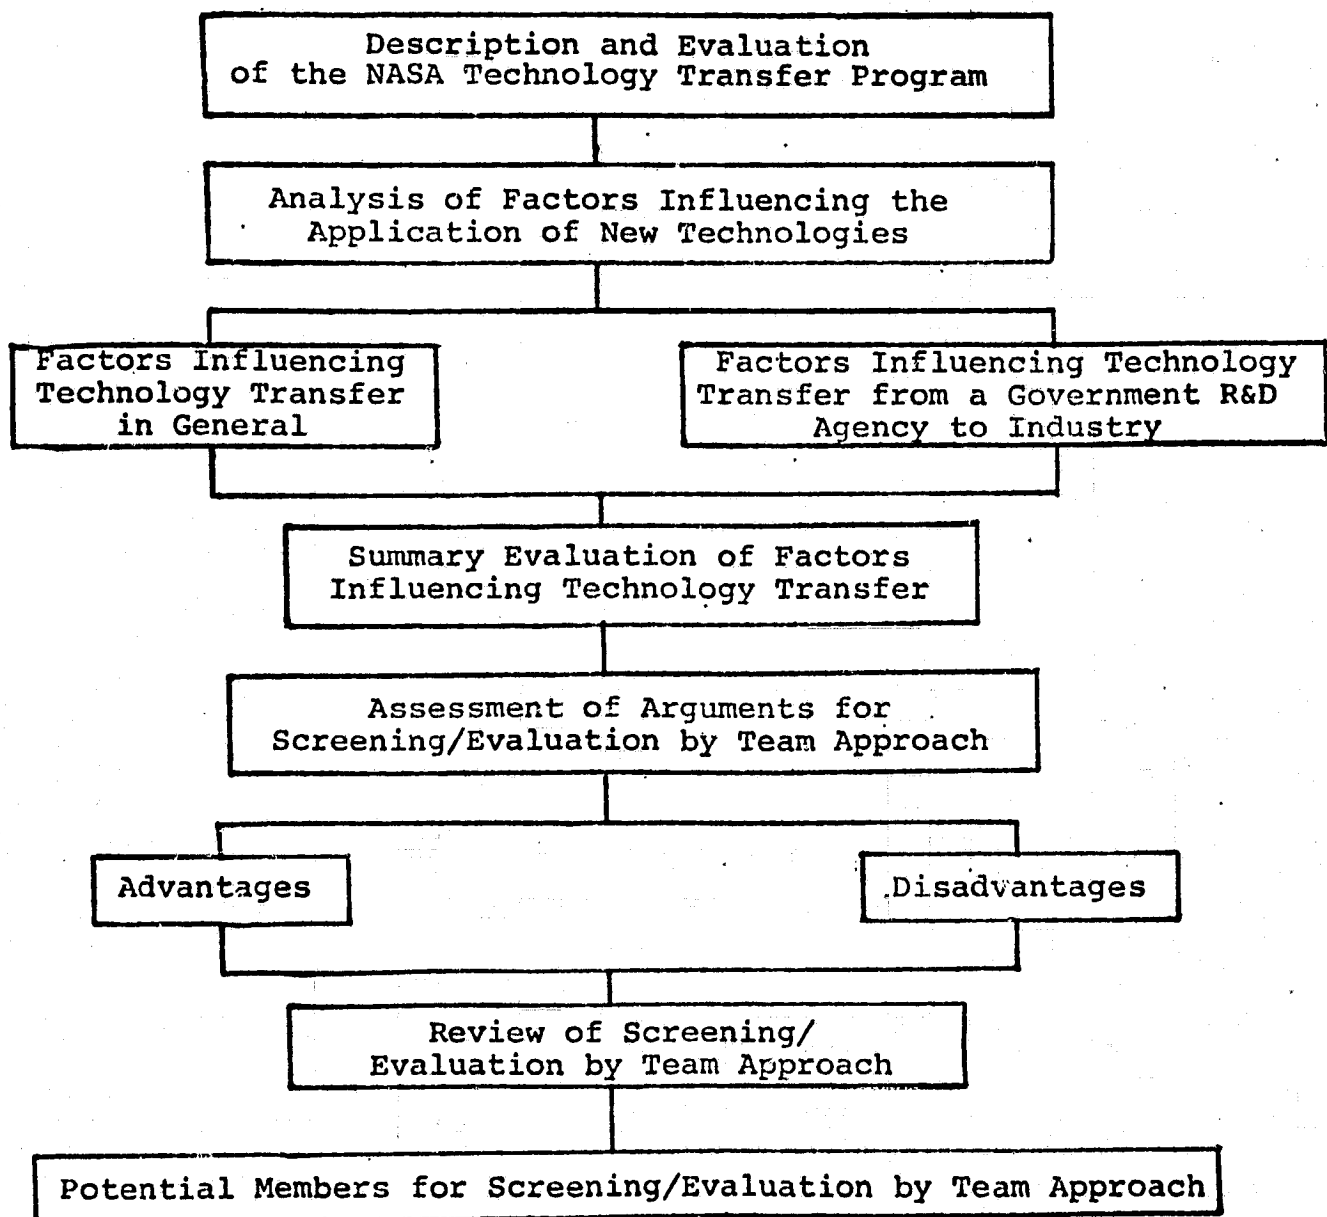 Description and Evaluation
of the NASA Technology Transfer Program
Analysis of Factors Influencing the
Application of New Technologies
Factors Influencing
Technology Transfer
in General
Factors Influencing Technology
Transfer from a Government R&D
Agency to Industry
Summary Evaluation of Factors
Influencing Technology Transfer
Assessment of Arguments for
Screening/Evaluation by Team Approach
Advantages
Disadvantages
Review of Screening/
Evaluation by Team Approach
Potential Members for Screening/Evaluation by Team Approach